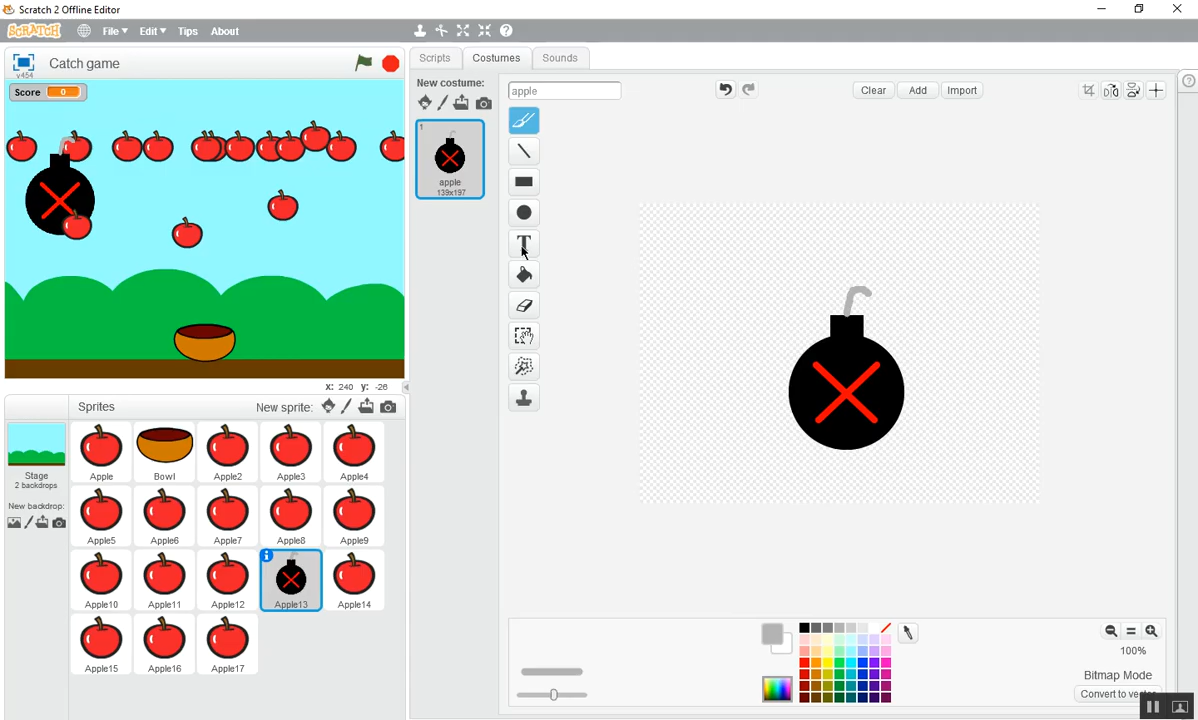 Scratch 2 Offline Editor
SCRATCH File Edit Tips About
v454
Catch game
Score 0
x: 240 y: -26
Sprites New sprite:
Stage
2 backdrops
New backdrop:
Apple Bowl Apple2 Apple3 Apple4
Apple5 Apple6 Apple7 Apple8 Apple9
Apple10 Apple11 Apple12 Apple13 Apple14
Apple15 Apple16 Apple17
Scripts Costumes Sounds
New costume:
1
apple
139x197
apple
Clear Add Import
T
100%
Bitmap Mode